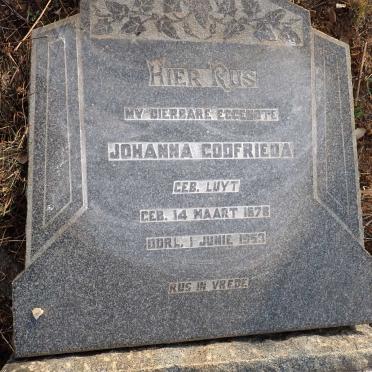 HIER RUS
MY DIERBARE EGGENOTE
JOHANNA GODFRIEDA
GEB. LUYT
GEB. 14 MAART 1878
OORL. 1 JUNIE 1953
RUS IN VREDE